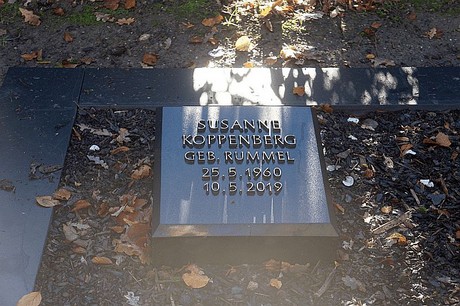 SUSANNE
KOPPENBERG
GEB. RUMMEL
25.5.1960
10.5.2019